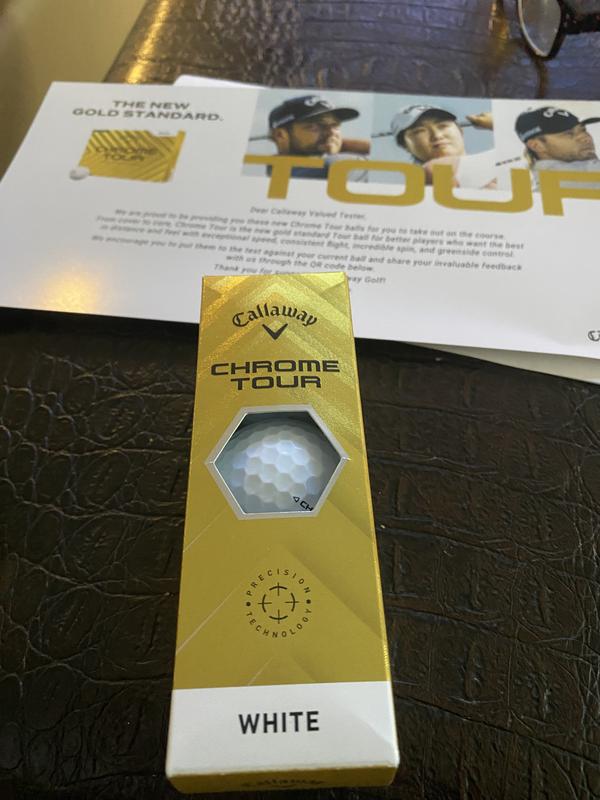 THE NEW
GOLD STANDARD.
CHROME
TOUR
TOUR
Dear Callaway Valued Tester,
We are proud to be providing you these new Chrome Tour balls for you to take out on the course.
From cover to core, Chrome Tour is the new gold standard Tour ball for better players who want the best
in distance and feel with exceptional speed, consistent flight, incredible spin, and greenside control.
We encourage you to put them to the test against your current ball and share your invaluable feedback
with us through the QR code below.
Thank you for
Golf!
Callaway
CHROME
TOUR
CH
PRECISION
TECHNOLOGY
WHITE
Callaway